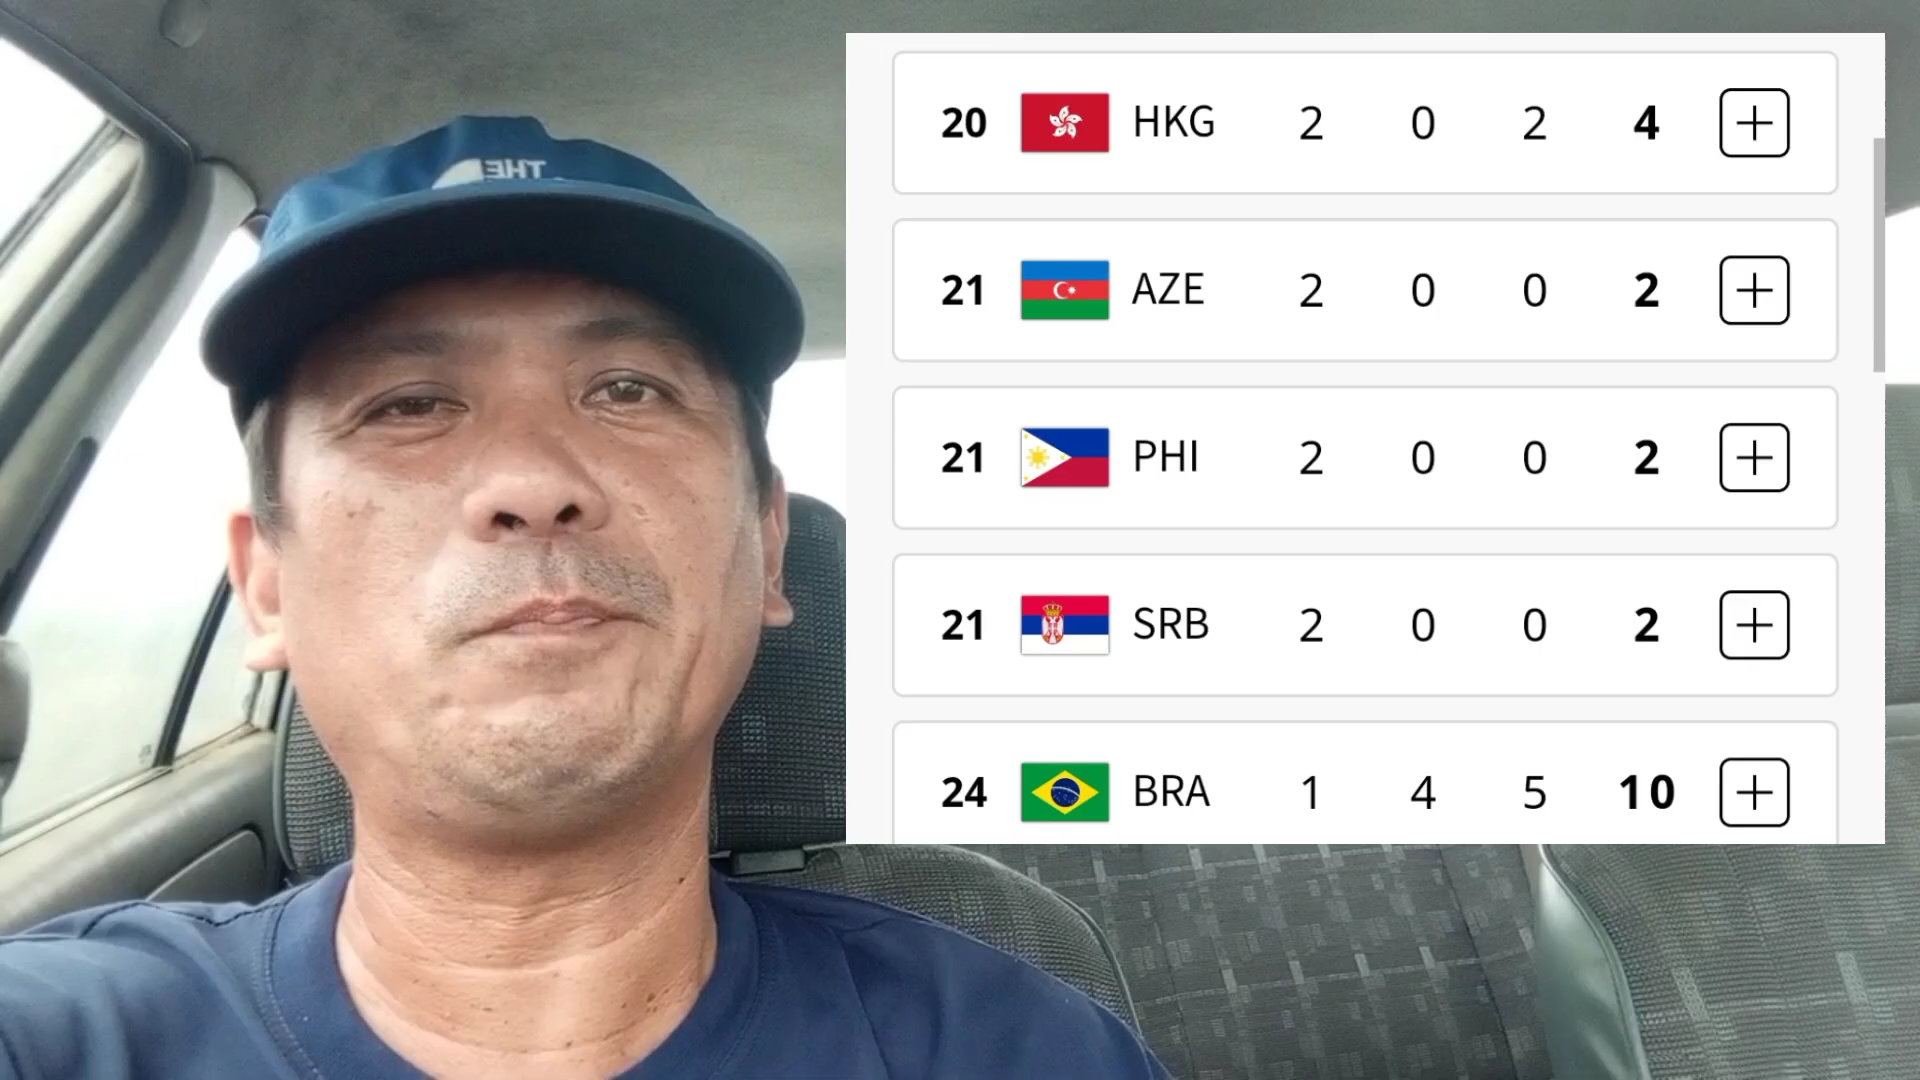 THE
20 HKG 2 0 2 4
21 AZE 2 0 0 2
21 PHI 2 0 0 2
21 SRB 2 0 0 2
24 BRA 1 4 5 10